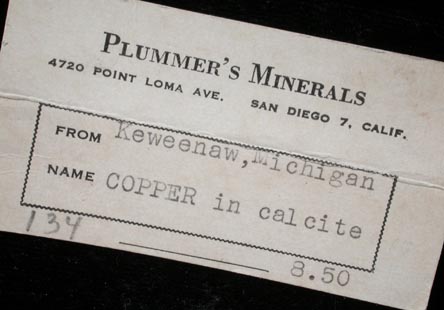 PLUMMER'S MINERALS
4720 POINT LOMA AVE. SAN DIEGO 7, CALIF.
FROM Keweenaw, Michigan
NAME COPPER in calcite
134
8.50